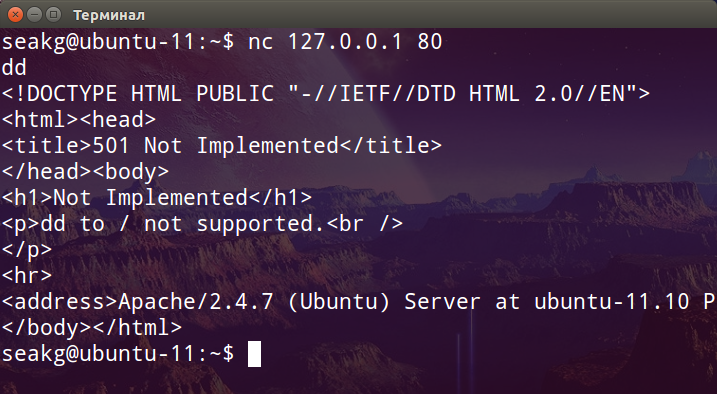 Терминал
seakg@ubuntu-11:~$ nc 127.0.0.1 80
dd
<!DOCTYPE HTML PUBLIC "-//IETF//DTD HTML 2.0//EN">
<html><head>
<title>501 Not Implemented</title>
</head><body>
<h1>Not Implemented</h1>
<p>dd to / not supported.<br />
</p>
<hr>
<address>Apache/2.4.7 (Ubuntu) Server at ubuntu-11.10 P
</body></html>
seakg@ubuntu-11:~$